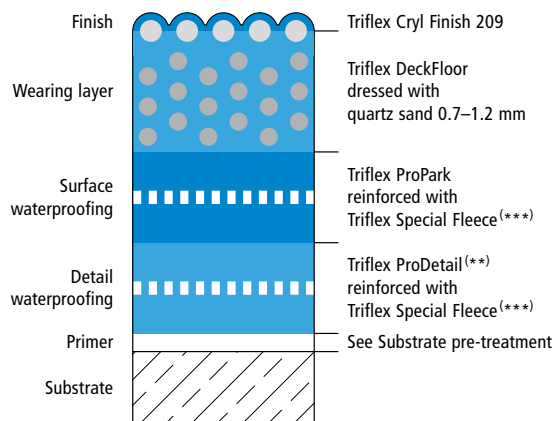 Finish
Triflex Cryl Finish 209
Wearing layer
Triflex DeckFloor
dressed with
quartz sand 0.7–1.2 mm
Surface
waterproofing
Triflex ProPark
reinforced with
Triflex Special Fleece(***)
Detail
waterproofing
Triflex ProDetail(**)
reinforced with
Triflex Special Fleece(***)
Primer
See Substrate pre-treatment
Substrate